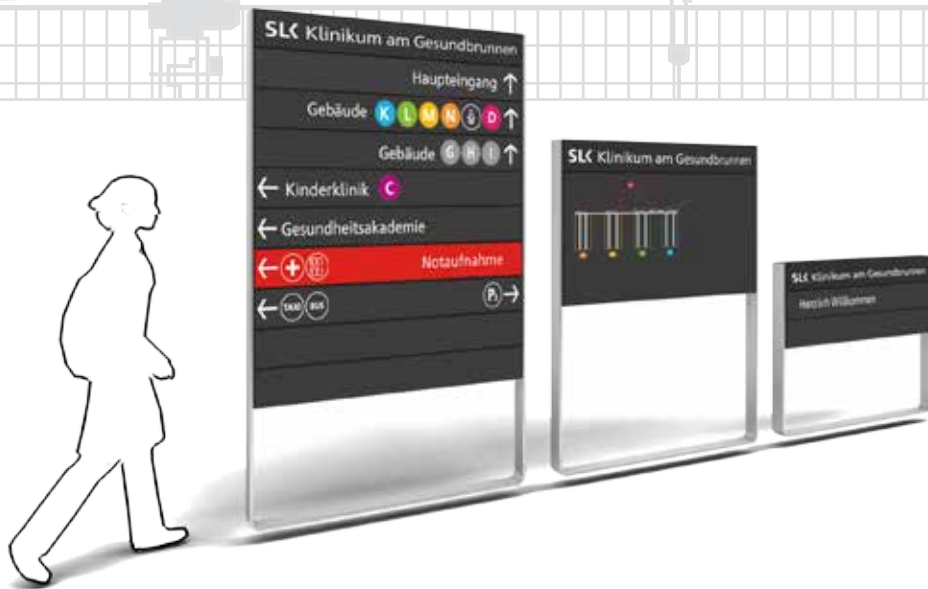 SLK Klinikum am Gesundbrunnen
Haupteingang ↑
Gebäude K L M N D ↑
Gebäude G H I ↑
← Kinderklinik C
← Gesundheitsakademie
← Notaufnahme
← TAXI BUS P →
SLK Klinikum am Gesundbrunnen
SLK Klinikum am Gesundbrunnen
Herzlich Willkommen